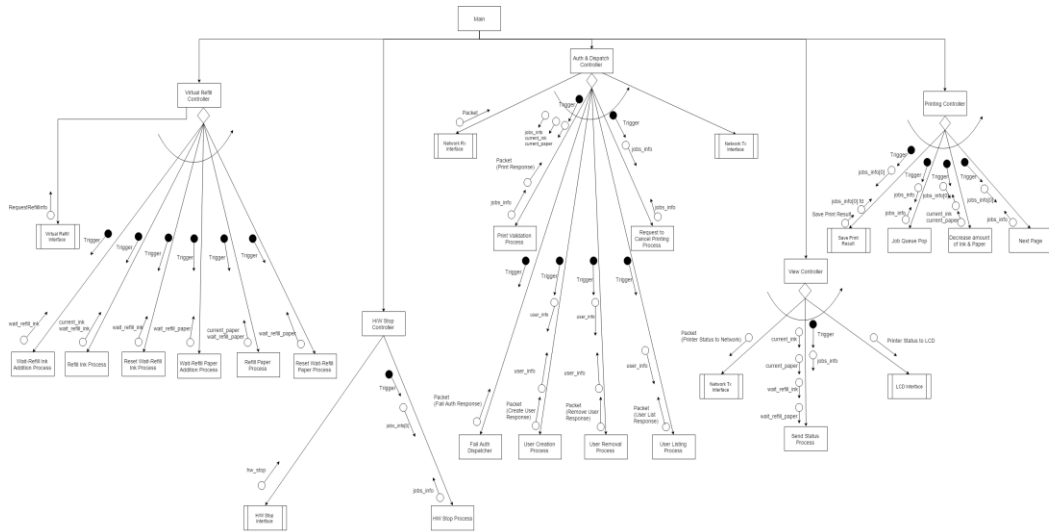 Main
Auth & Dispatch
Controller
Virtual Refill
Controller
Printing Controller
Packet
Trigger
jobs_info
current_ink
current_paper
Trigger
jobs_info
Network Rx
Interface
Network Tx
Interface
Packet
(Print Response)
jobs_info
jobs_info
Print Validation
Process
Request to
Cancel Printing
Process
Trigger
jobs_info[0]
Trigger
jobs_info
Trigger
Trigger
jobs_info[0]
jobs_info[0].fd
Save Print Result
jobs_info
current_ink
current_paper
jobs_info
Save Print
Result
Job Queue Pop
Decrease amount
of Ink & Paper
Next Page
RequestRefillInfo
Virtual Refill
Interface
Trigger
Trigger
Trigger
Trigger
Trigger
Trigger
wait_refill_ink
current_ink
wait_refill_ink
wait_refill_ink
wait_refill_paper
current_paper
wait_refill_paper
wait_refill_paper
Wait-Refill Ink
Addition Process
Refill Ink Process
Reset Wait-Refill
Ink Process
Wait-Refill Paper
Addition Process
Refill Paper
Process
Reset Wait-Refill
Paper Process
H/W Stop
Controller
Trigger
jobs_info[0]
hw_stop
jobs_info
H/W Stop
Interface
HW Stop Process
Trigger
Trigger
Trigger
Trigger
user_info
user_info
user_info
user_info
user_info
Packet
(Fail Auth Response)
Packet
(Create User
Response)
Packet
(Remove User
Response)
Packet
(User List
Response)
Fail Auth
Dispatcher
User Creation
Process
User Removal
Process
User Listing
Process
View Controller
Packet
(Printer Status to Network)
current_ink
current_paper
wait_refill_ink
wait_refill_paper
Trigger
jobs_info
Printer Status to LCD
Network Tx
Interface
LCD Interface
Send Status
Process